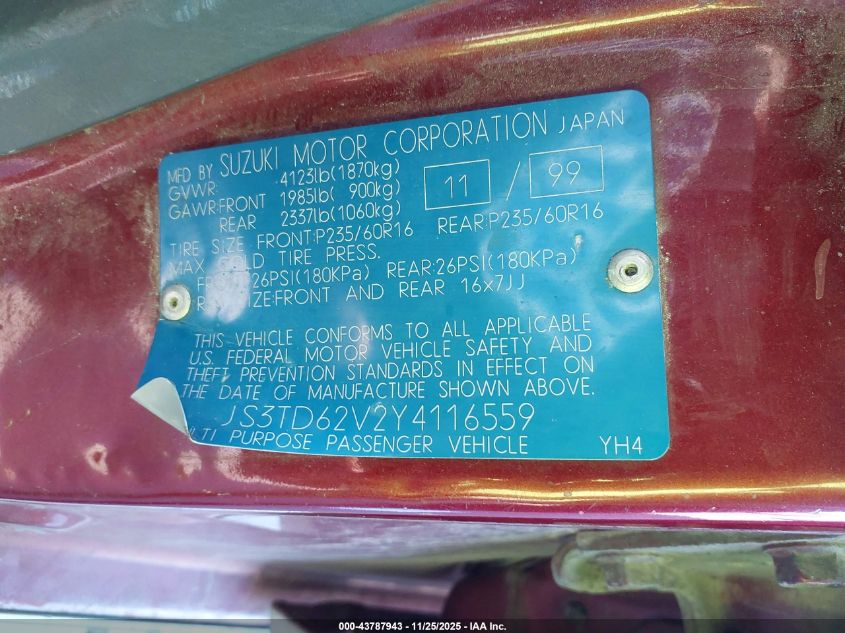 MFD BY SUZUKI MOTOR CORPORATION JAPAN
GVWR: 4123lb(1870kg)
GAWR:FRONT 1985lb( 900kg)
REAR 2337lb(1060kg)
11 / 99
TIRE SIZE FRONT:P235/60R16 REAR:P235/60R16
MAX. COLD TIRE PRESS.
26PSI(180KPa) REAR:26PSI(180KPa)
SIZE:FRONT AND REAR 16x7JJ
THIS VEHICLE CONFORMS TO ALL APPLICABLE
U.S. FEDERAL MOTOR VEHICLE SAFETY AND
THEFT PREVENTION STANDARDS IN EFFECT ON
THE DATE OF MANUFACTURE SHOWN ABOVE.
JS3TD62V2Y4116559
LTI PURPOSE PASSENGER VEHICLE YH4
000-43787943 - 11/25/2025 - IAA Inc.